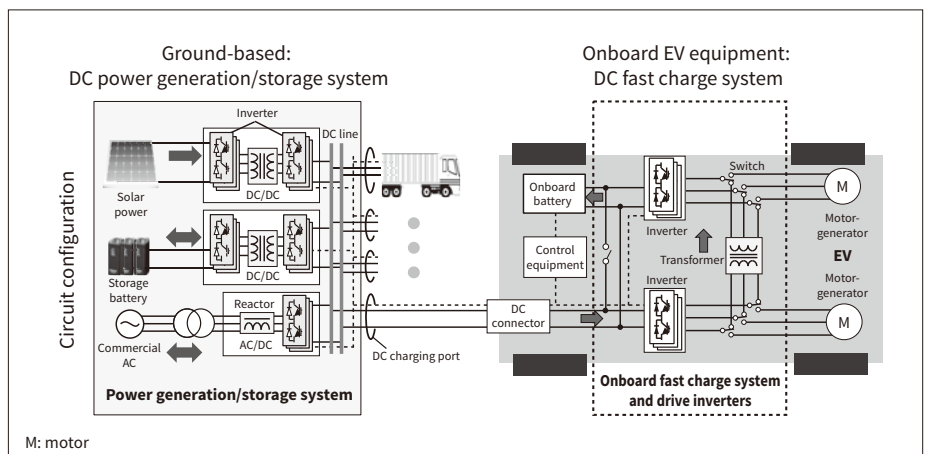 Ground-based:
DC power generation/storage system
Onboard EV equipment:
DC fast charge system
Circuit configuration
Inverter
DC line
Solar
power
DC/DC
Storage
battery
DC/DC
Commercial
AC
Reactor
AC/DC
DC charging port
Power generation/storage system
DC
connector
Onboard
battery
Control
equipment
Inverter
Switch
Transformer
Inverter
M
Motor-
generator
EV
Motor-
generator
M
Onboard fast charge system
and drive inverters
M: motor